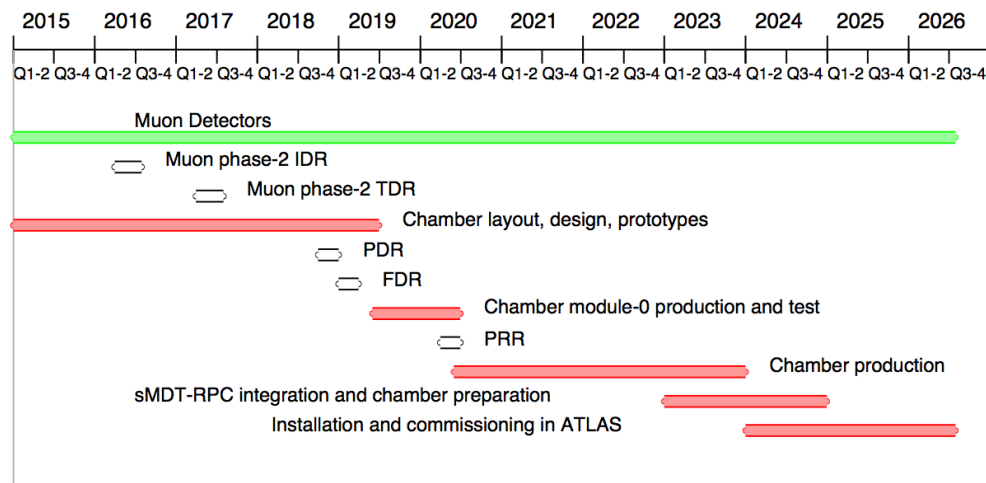 2015 2016 2017 2018 2019 2020 2021 2022 2023 2024 2025 2026
Q1-2 Q3-4 Q1-2 Q3-4 Q1-2 Q3-4 Q1-2 Q3-4 Q1-2 Q3-4 Q1-2 Q3-4 Q1-2 Q3-4 Q1-2 Q3-4 Q1-2 Q3-4 Q1-2 Q3-4 Q1-2 Q3-4 Q1-2 Q3-4
Muon Detectors
Muon phase-2 IDR
Muon phase-2 TDR
Chamber layout, design, prototypes
PDR
FDR
Chamber module-0 production and test
PRR
Chamber production
sMDT-RPC integration and chamber preparation
Installation and commissioning in ATLAS